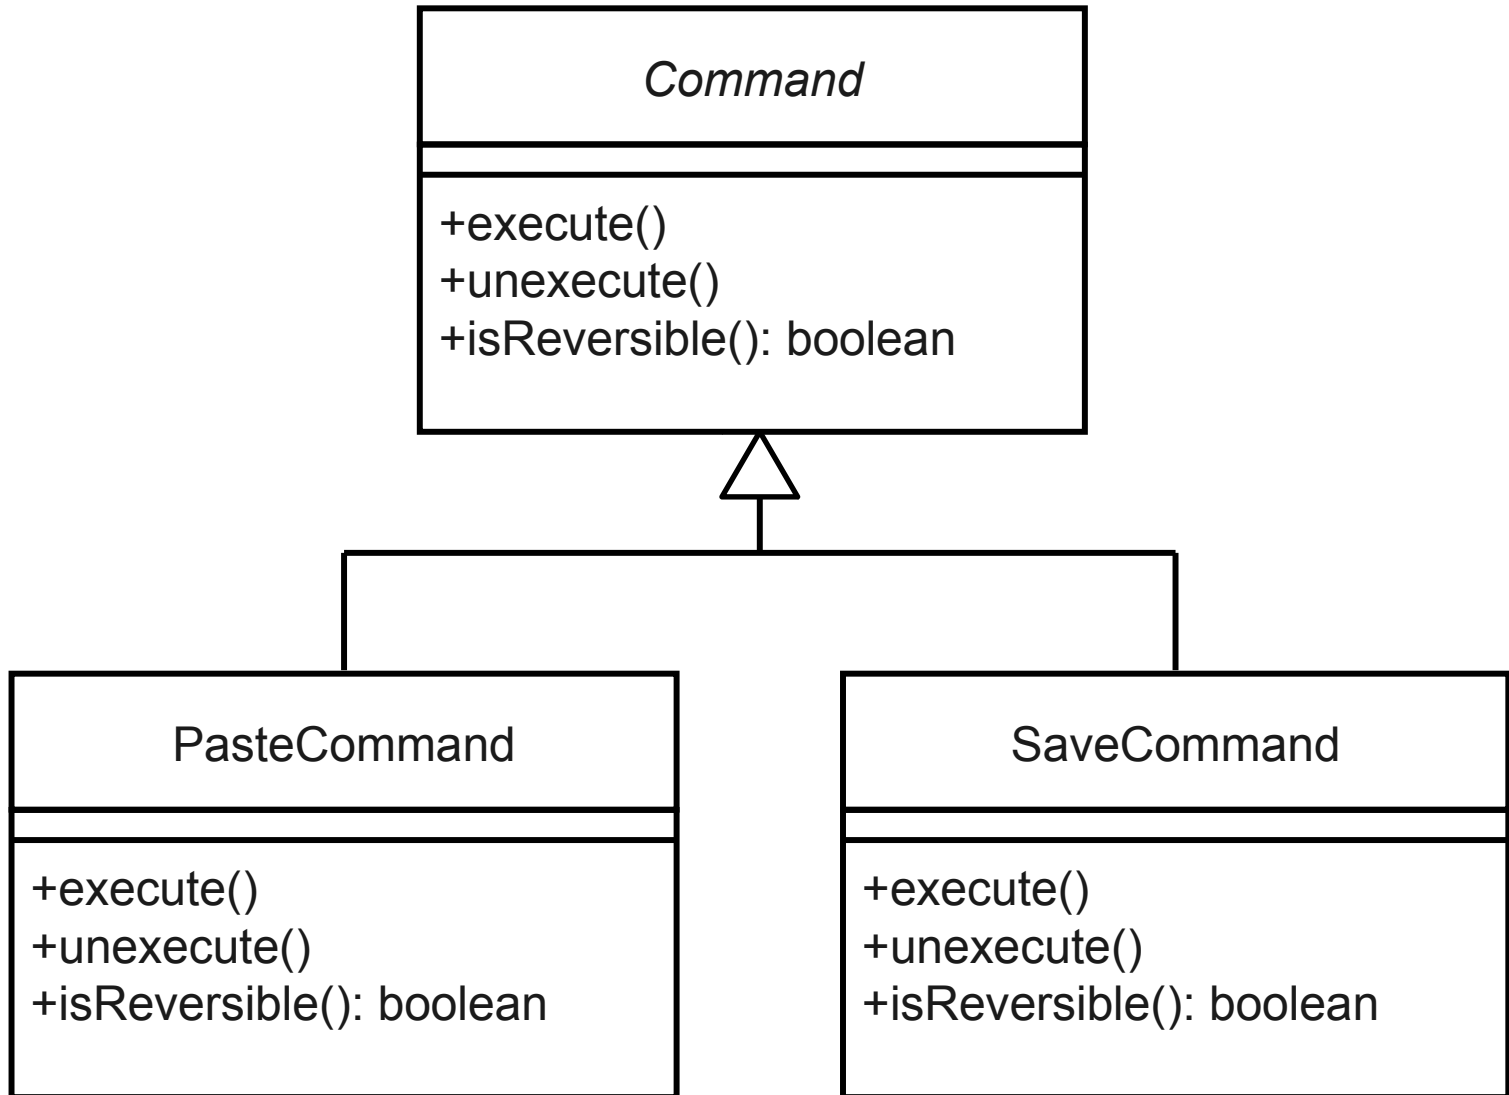 Command
+execute()
+unexecute()
+isReversible(): boolean
PasteCommand
+execute()
+unexecute()
+isReversible(): boolean
SaveCommand
+execute()
+unexecute()
+isReversible(): boolean